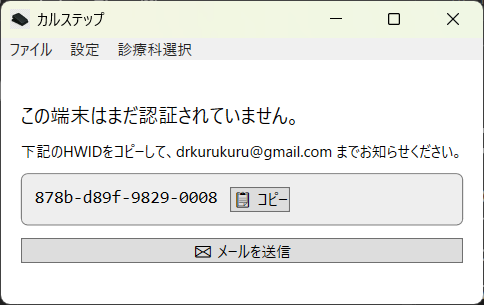 カルステップ
ファイル 設定 診療科選択
この端末はまだ認証されていません。
下記のHWIDをコピーして、drkurukuru@gmail.com までお知らせください。
878b-d89f-9829-0008 コピー
メールを送信